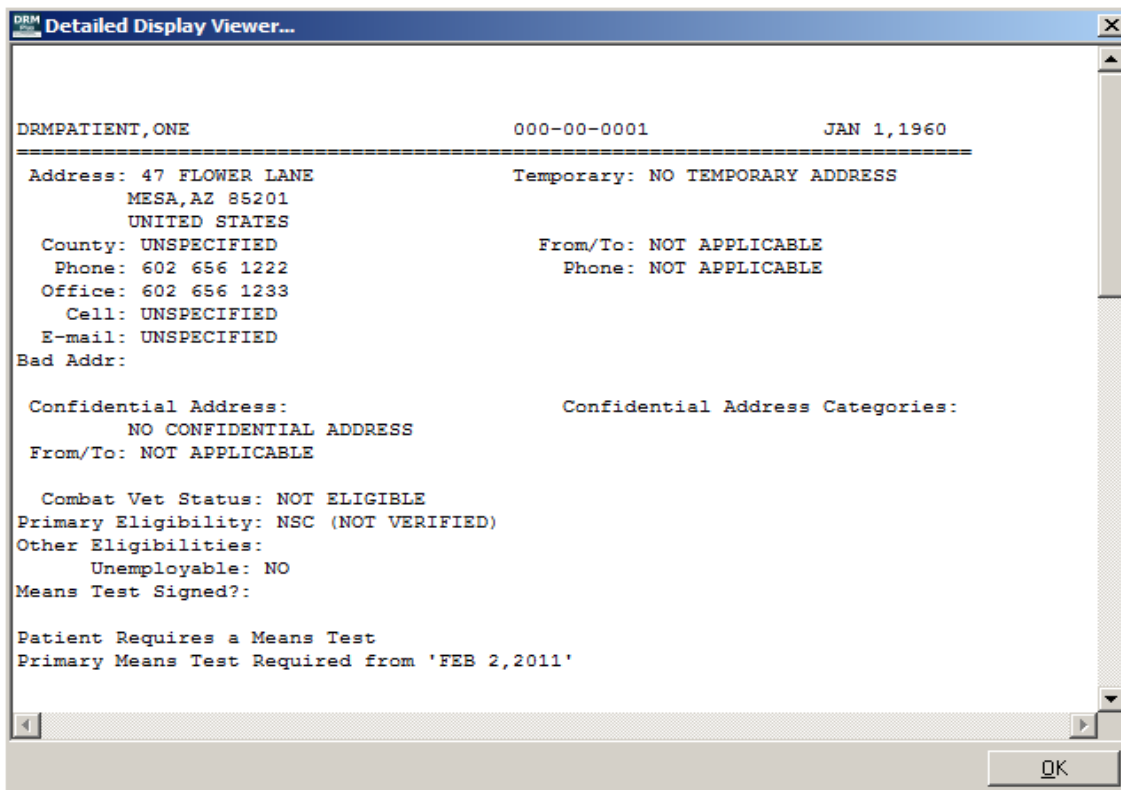 DRM Plus Detailed Display Viewer...
DRMPATIENT,ONE 000-00-0001 JAN 1,1960
==========================================================================
Address: 47 FLOWER LANE Temporary: NO TEMPORARY ADDRESS
MESA,AZ 85201
UNITED STATES
County: UNSPECIFIED From/To: NOT APPLICABLE
Phone: 602 656 1222 Phone: NOT APPLICABLE
Office: 602 656 1233
Cell: UNSPECIFIED
E-mail: UNSPECIFIED
Bad Addr:
Confidential Address: Confidential Address Categories:
NO CONFIDENTIAL ADDRESS
From/To: NOT APPLICABLE
Combat Vet Status: NOT ELIGIBLE
Primary Eligibility: NSC (NOT VERIFIED)
Other Eligibilities:
Unemployable: NO
Means Test Signed?:
Patient Requires a Means Test
Primary Means Test Required from 'FEB 2,2011'
OK